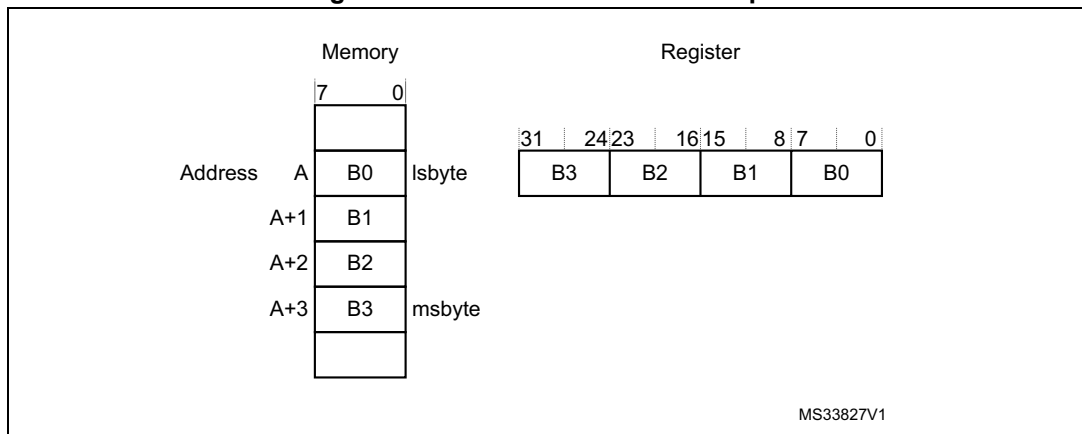 Memory
Register
7 0
31 24 23 16 15 8 7 0
Address A B0 lsbyte
B3 B2 B1 B0
A+1 B1
A+2 B2
A+3 B3 msbyte
MS33827V1